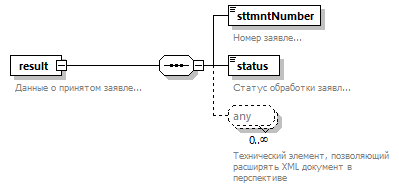 sttmntNumber
Номер заявле...
result
Данные о принятом заявле...
status
Статус обработки заявл...
any
0..∞
Технический элемент, позволяющий
расширять XML документ в
перспективе